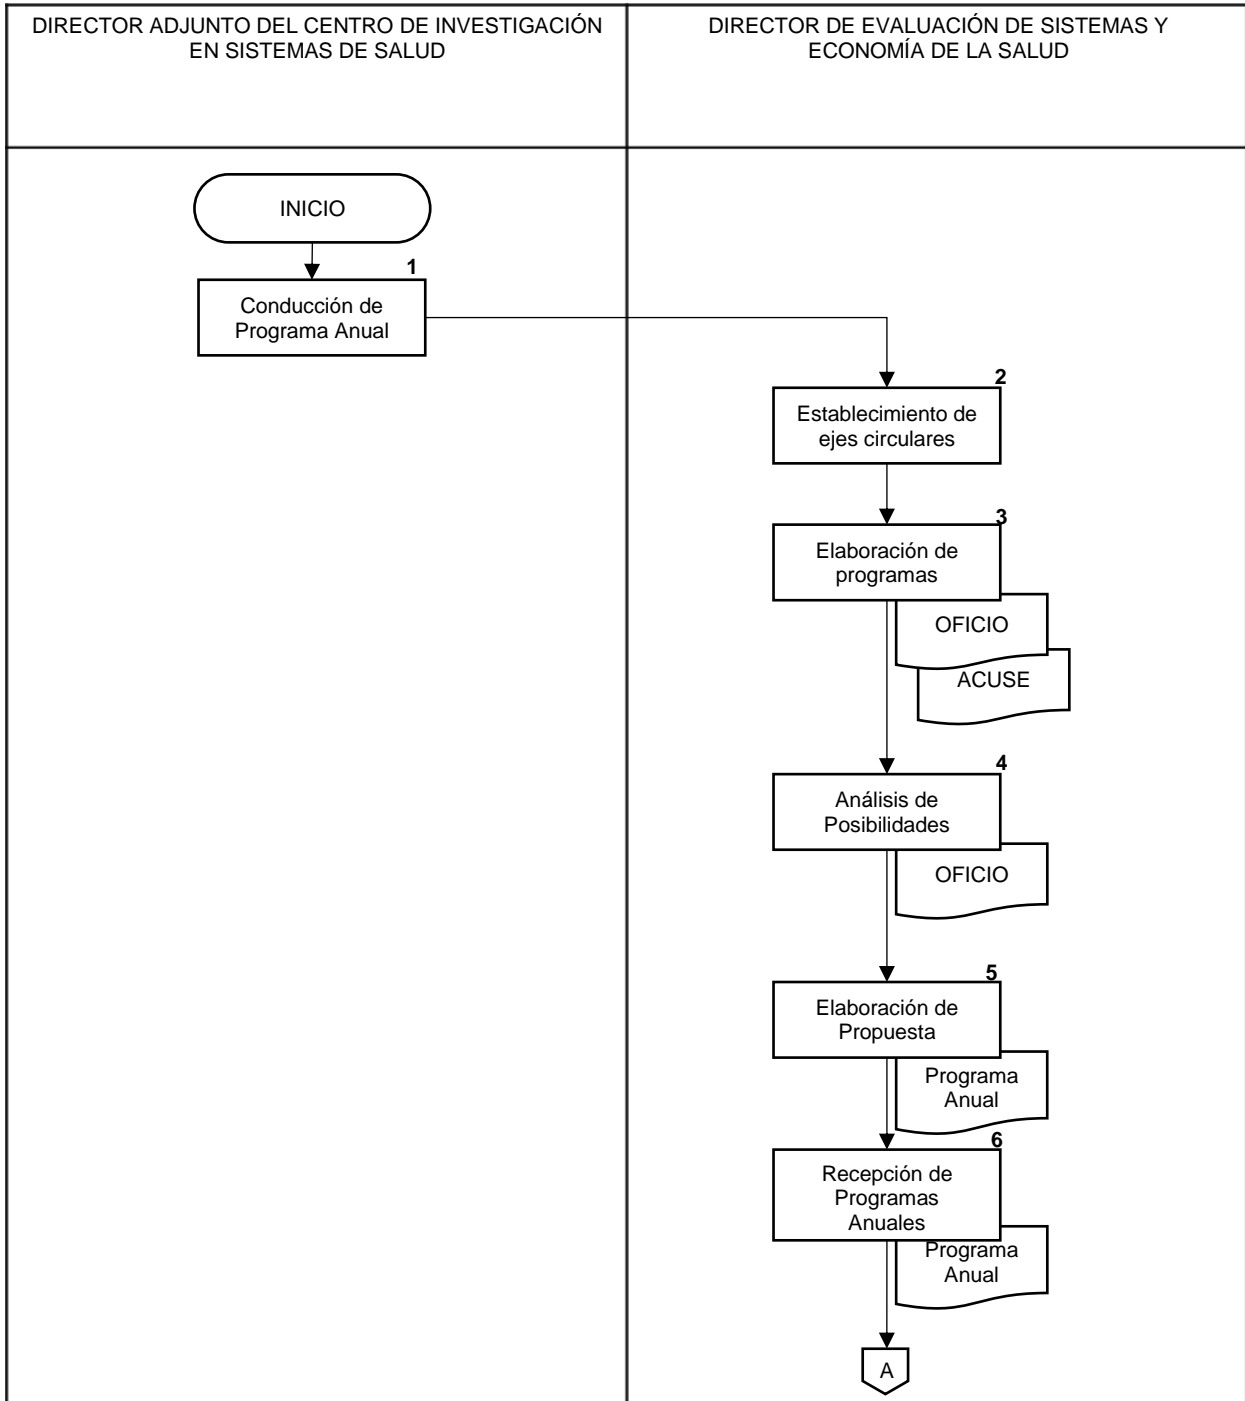 DIRECTOR ADJUNTO DEL CENTRO DE INVESTIGACIÓN
EN SISTEMAS DE SALUD
DIRECTOR DE EVALUACIÓN DE SISTEMAS Y
ECONOMÍA DE LA SALUD
INICIO
1
Conducción de
Programa Anual
2
Establecimiento de
ejes circulares
3
Elaboración de
programas
OFICIO
ACUSE
4
Análisis de
Posibilidades
OFICIO
5
Elaboración de
Propuesta
Programa
Anual
6
Recepción de
Programas
Anuales
Programa
Anual
A